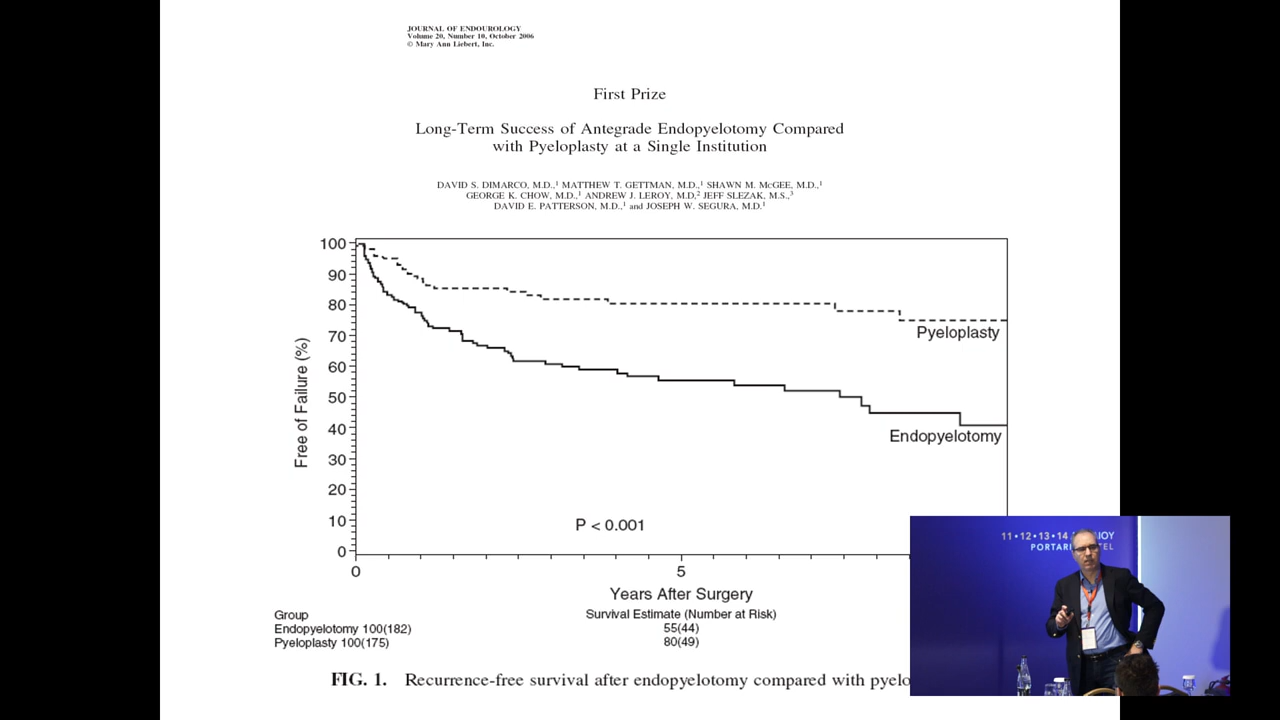 JOURNAL OF ENDOUROLOGY
Volume 20, Number 10, October 2006
© Mary Ann Liebert, Inc.
First Prize
Long-Term Success of Antegrade Endopyelotomy Compared
with Pyeloplasty at a Single Institution
DAVID S. DIMARCO, M.D.,1 MATTHEW T. GETTMAN, M.D.,1 SHAWN M. McGEE, M.D.,1
GEORGE K. CHOW, M.D.,1 ANDREW J. LEROY, M.D,2 JEFF SLEZAK, M.S.,3
DAVID E. PATTERSON, M.D.,1 and JOSEPH W. SEGURA, M.D.1
100
90
80
70
60
50
40
30
20
10
0
Free of Failure (%)
Pyeloplasty
Endopyelotomy
P < 0.001
0 5
Years After Surgery
Group Survival Estimate (Number at Risk)
Endopyelotomy 100(182) 55(44)
Pyeloplasty 100(175) 80(49)
FIG. 1. Recurrence-free survival after endopyelotomy compared with pyelo
11•12•13•14